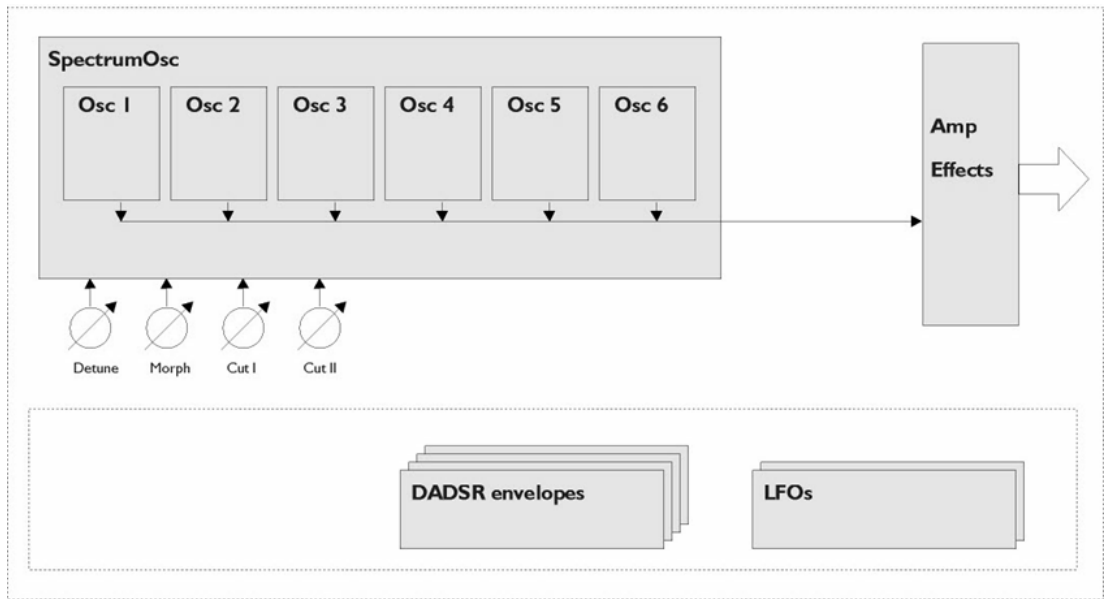 SpectrumOsc
Osc 1
Osc 2
Osc 3
Osc 4
Osc 5
Osc 6
Amp
Effects
Detune
Morph
Cut I
Cut II
DADSR envelopes
LFOs